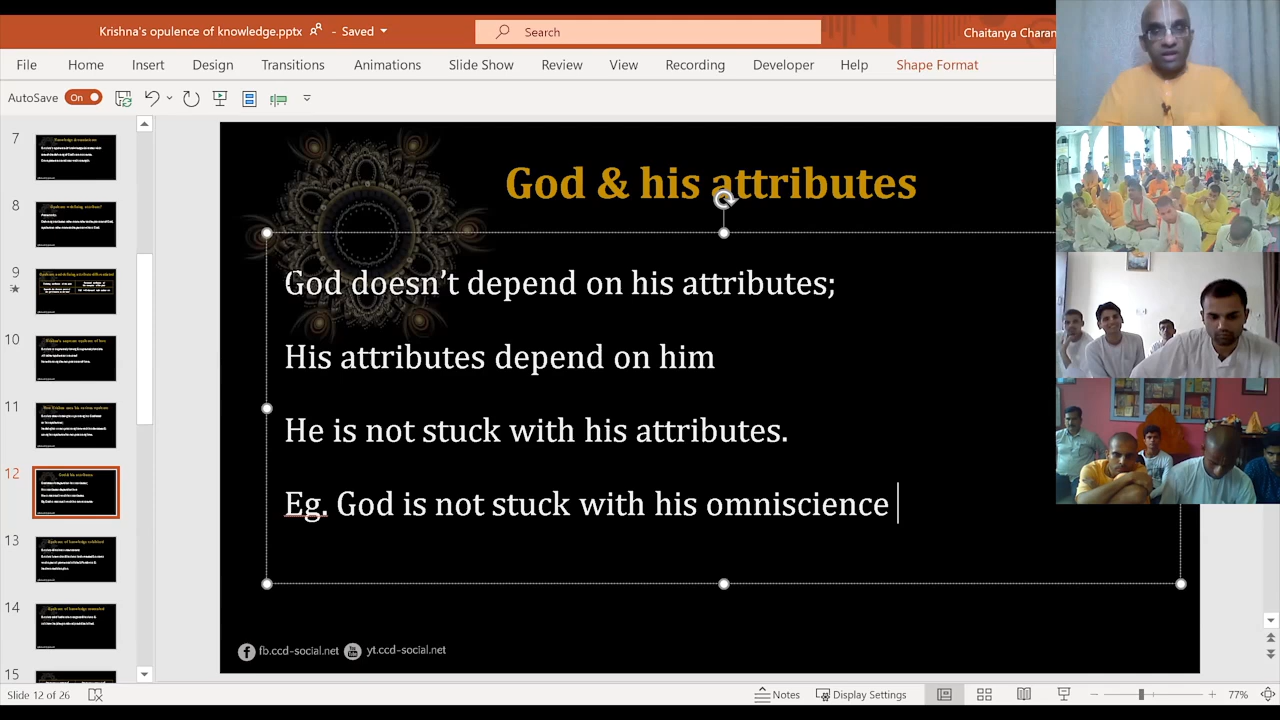 Krishna's opulence of knowledge.pptx - Saved
Search
Chaitanya Charan
File Home Insert Design Transitions Animations Slide Show Review View Recording Developer Help Shape Format
AutoSave On
7
8
9
10
11
12
13
14
15
God & his attributes
God doesn’t depend on his attributes;
His attributes depend on him
He is not stuck with his attributes.
Eg. God is not stuck with his omniscience
fb.ccd-social.net yt.ccd-social.net
Slide 12 of 26 Notes Display Settings 77%